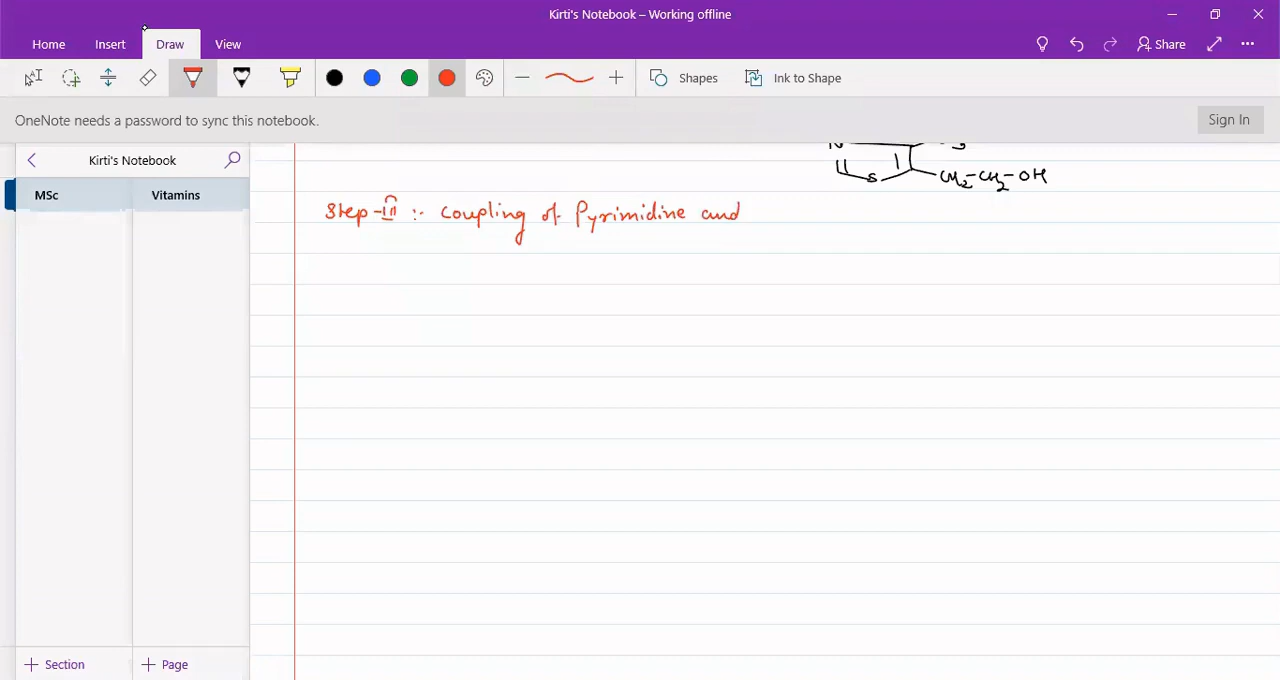 Kirti's Notebook – Working offline
Home Insert Draw View
Share
Shapes Ink to Shape
OneNote needs a password to sync this notebook.
Sign In
Kirti's Notebook
MSc Vitamins
S
CH2-CH2-OH
Step-III :- Coupling of Pyrimidine and
Section Page